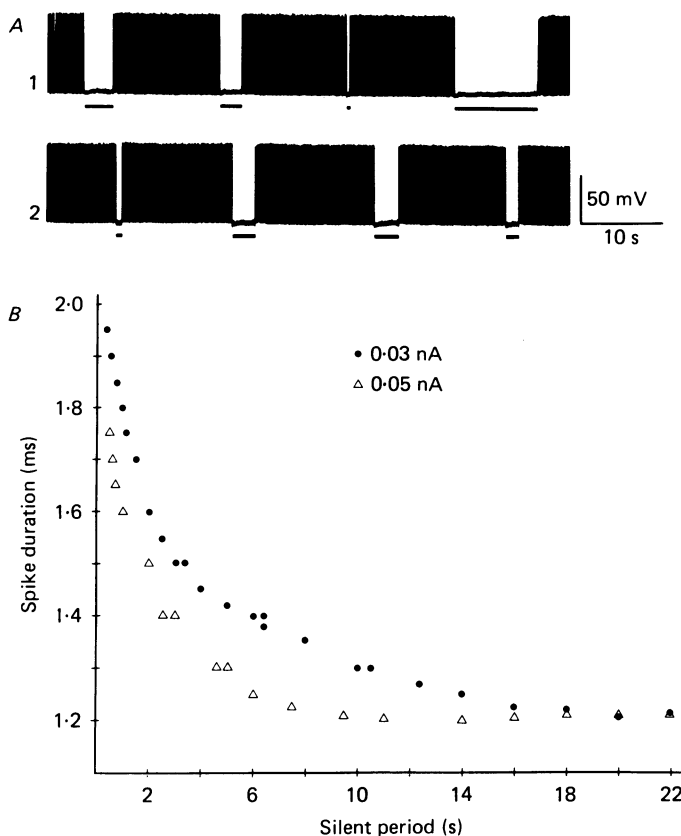 A
1
2
50 mV
10 s
B
2·0
1·8
1·6
1·4
1·2
Spike duration (ms)
● 0·03 nA
△ 0·05 nA
2 6 10 14 18 22
Silent period (s)